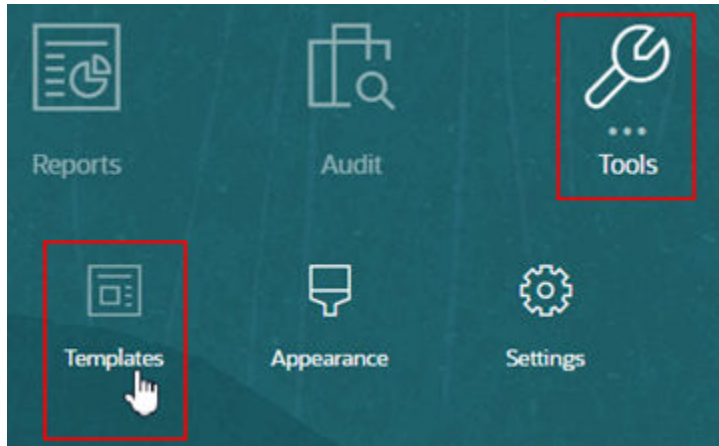 Reports
Audit
Tools
Templates
Appearance
Settings